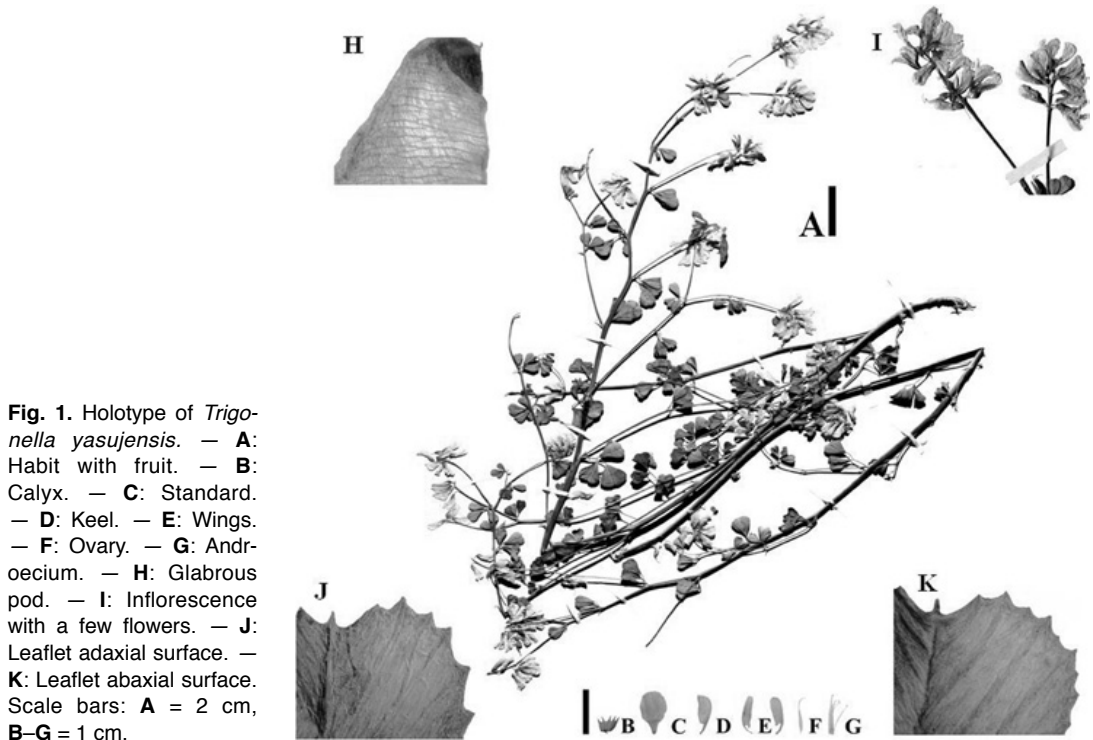 H
I
A
Fig. 1. Holotype of Trigo-
nella yasujensis. — A:
Habit with fruit. — B:
Calyx. — C: Standard.
— D: Keel. — E: Wings.
— F: Ovary. — G: Andr-
oecium. — H: Glabrous
pod. — I: Inflorescence
with a few flowers. — J:
Leaflet adaxial surface. —
K: Leaflet abaxial surface.
Scale bars: A = 2 cm,
B–G = 1 cm.
J
K
B C D E F G